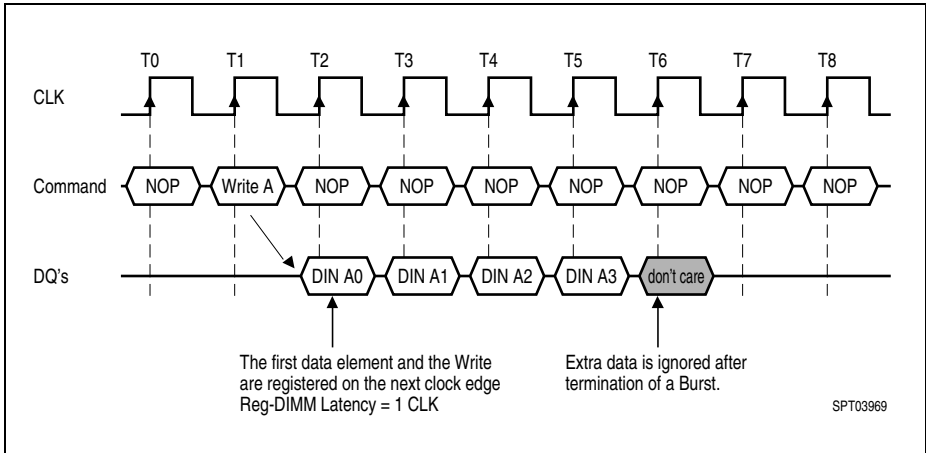 T0 T1 T2 T3 T4 T5 T6 T7 T8
CLK
Command NOP Write A NOP NOP NOP NOP NOP NOP NOP
DQ's DIN A0 DIN A1 DIN A2 DIN A3 don't care
The first data element and the Write
are registered on the next clock edge
Reg-DIMM Latency = 1 CLK
Extra data is ignored after
termination of a Burst.
SPT03969